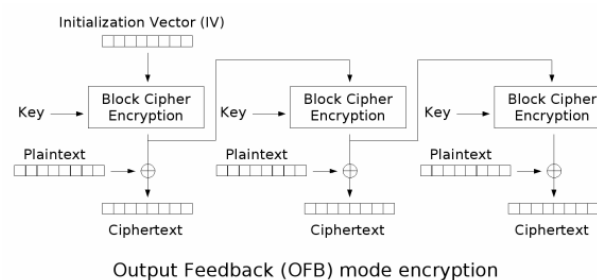 Initialization Vector (IV)
Key
Block Cipher
Encryption
Key
Block Cipher
Encryption
Key
Block Cipher
Encryption
Plaintext
Plaintext
Plaintext
Ciphertext
Ciphertext
Ciphertext
Output Feedback (OFB) mode encryption